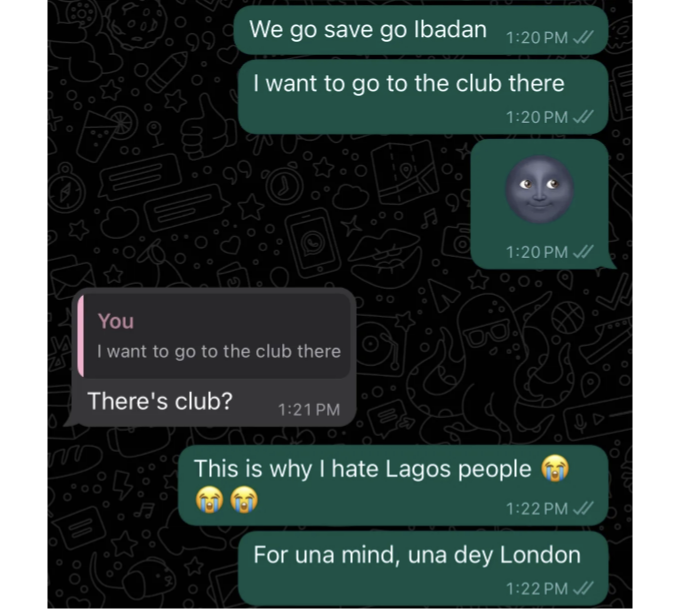 We go save go Ibadan
1:20 PM
I want to go to the club there
1:20 PM
🌚
1:20 PM
You
I want to go to the club there
There's club?
1:21 PM
This is why I hate Lagos people 😭
😭😭
1:22 PM
For una mind, una dey London
1:22 PM